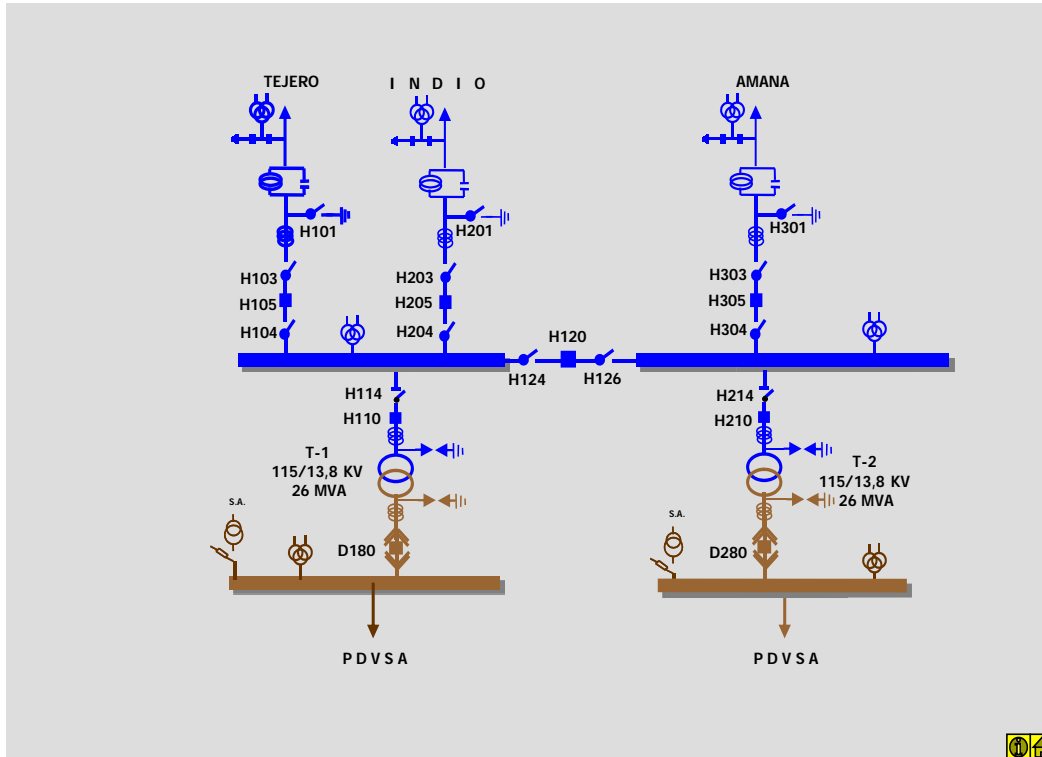 TEJERO
I N D I O
AMANA
H101
H201
H301
H103
H203
H303
H105
H205
H305
H104
H204
H304
H120
H124
H126
H114
H214
H110
H210
T-1
115/13,8 KV
26 MVA
T-2
115/13,8 KV
26 MVA
S.A.
S.A.
D180
D280
P D V S A
P D V S A